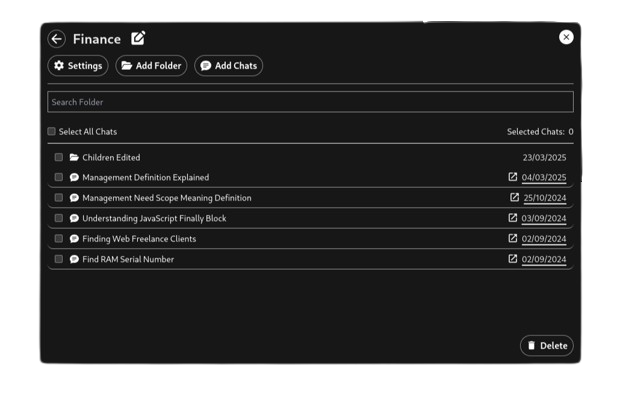 Finance
Settings Add Folder Add Chats
Search Folder
Select All Chats Selected Chats: 0
Children Edited 23/03/2025
Management Definition Explained 04/03/2025
Management Need Scope Meaning Definition 25/10/2024
Understanding JavaScript Finally Block 03/09/2024
Finding Web Freelance Clients 02/09/2024
Find RAM Serial Number 02/09/2024
Delete